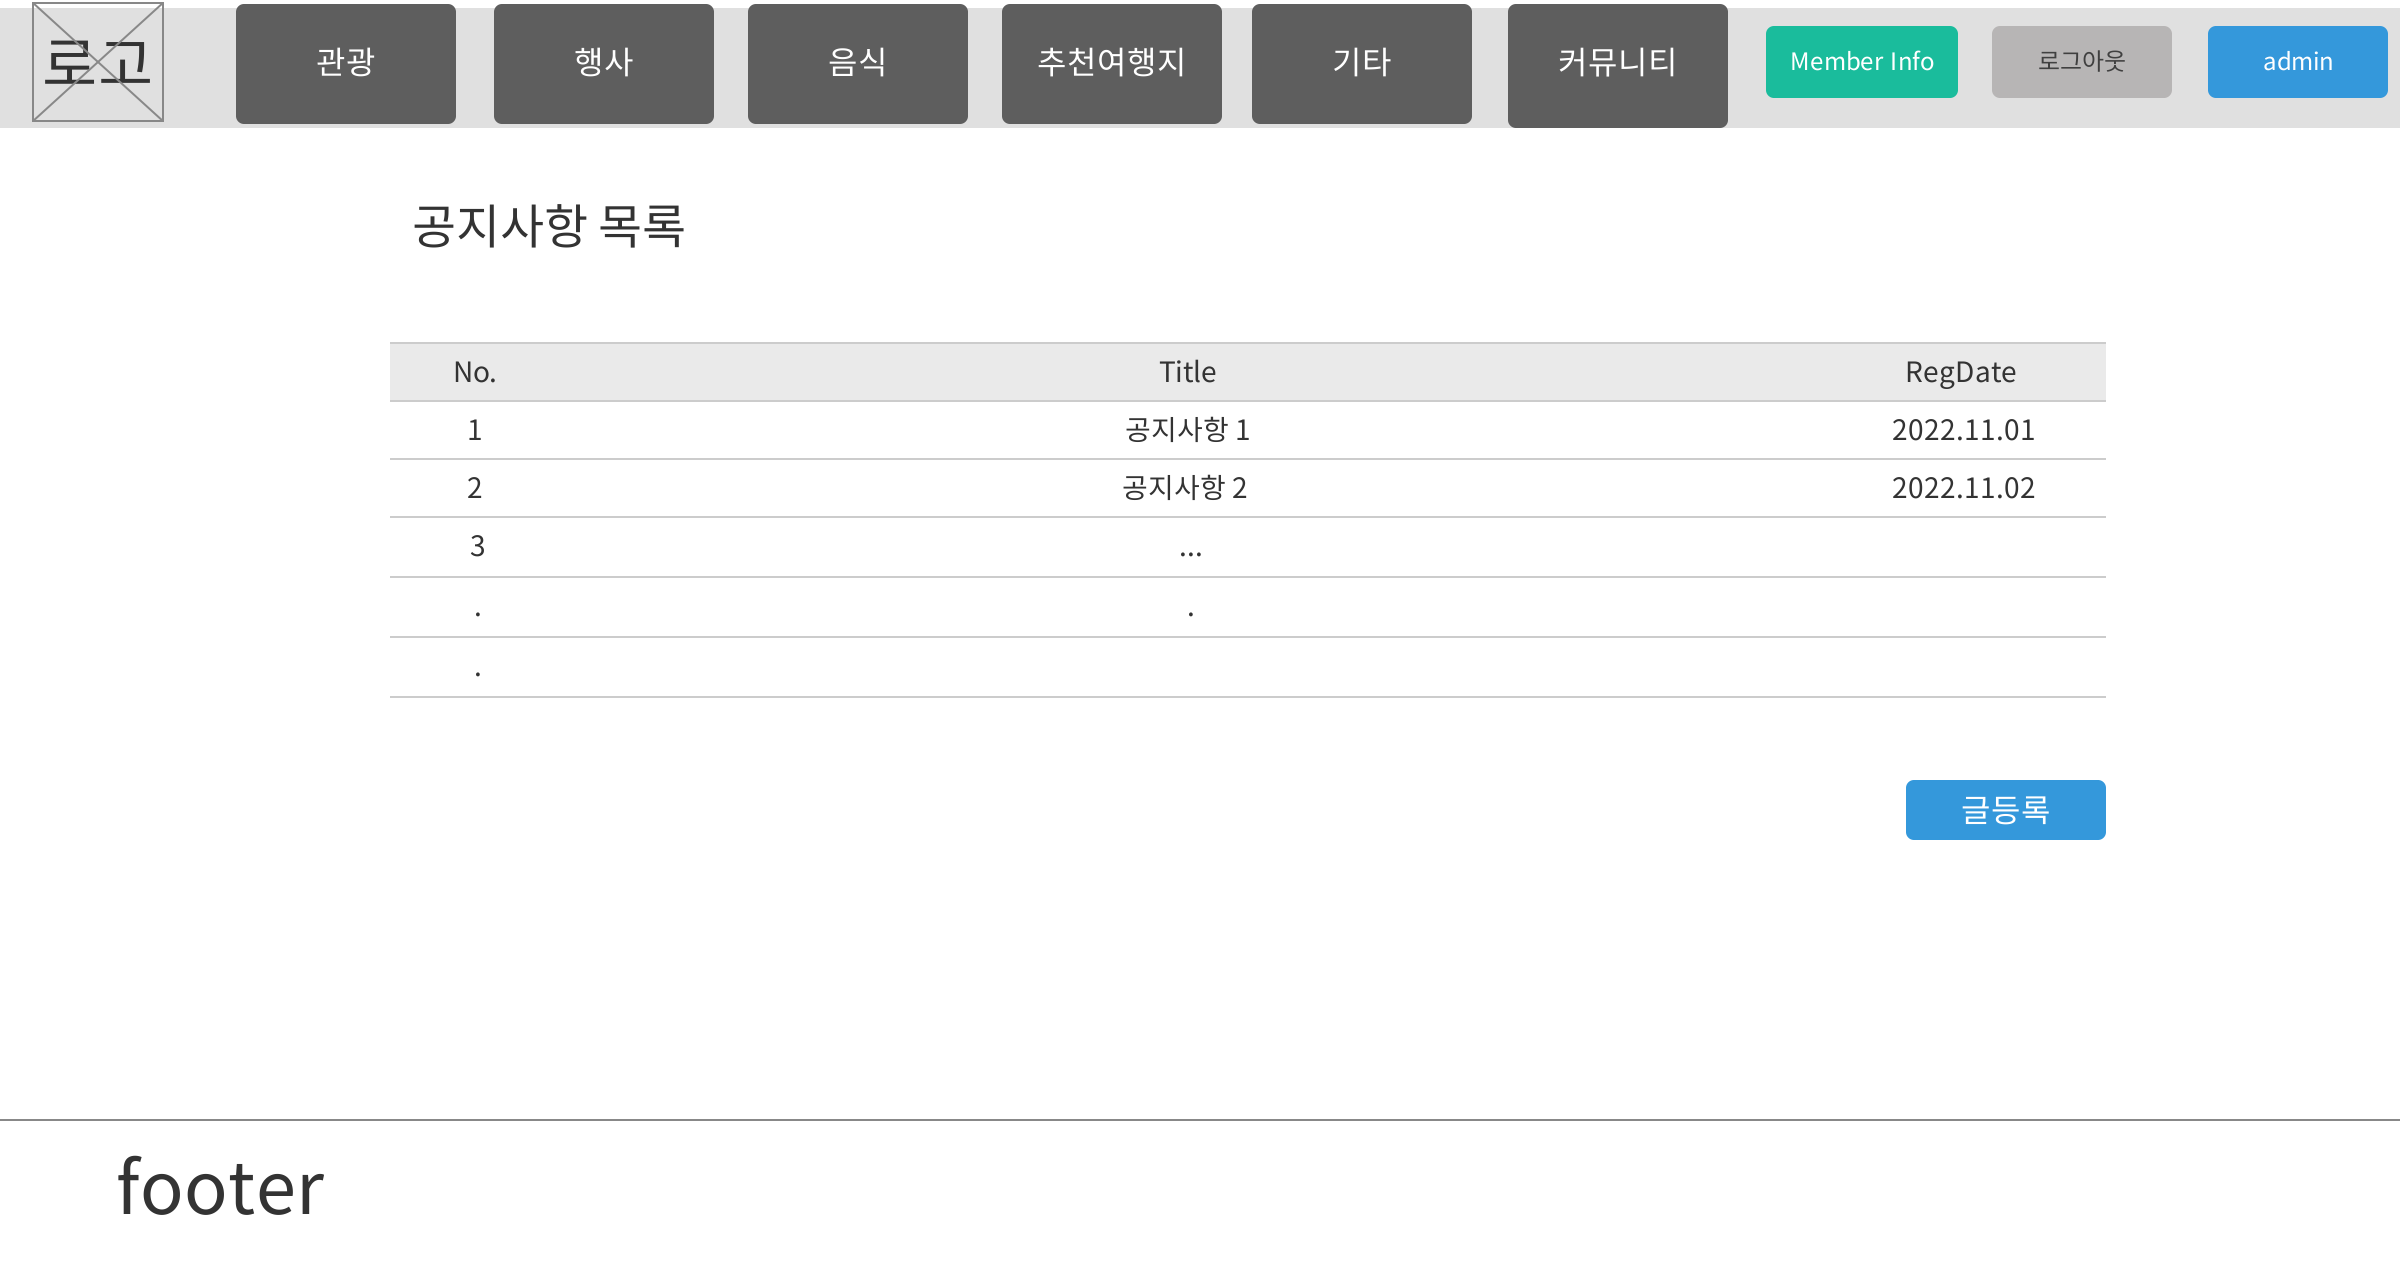 로고 관광 행사 음식 추천여행지 기타 커뮤니티 Member Info 로그아웃 admin
공지사항 목록
No. Title RegDate
1 공지사항 1 2022.11.01
2 공지사항 2 2022.11.02
3 ...
. .
.
글등록
footer